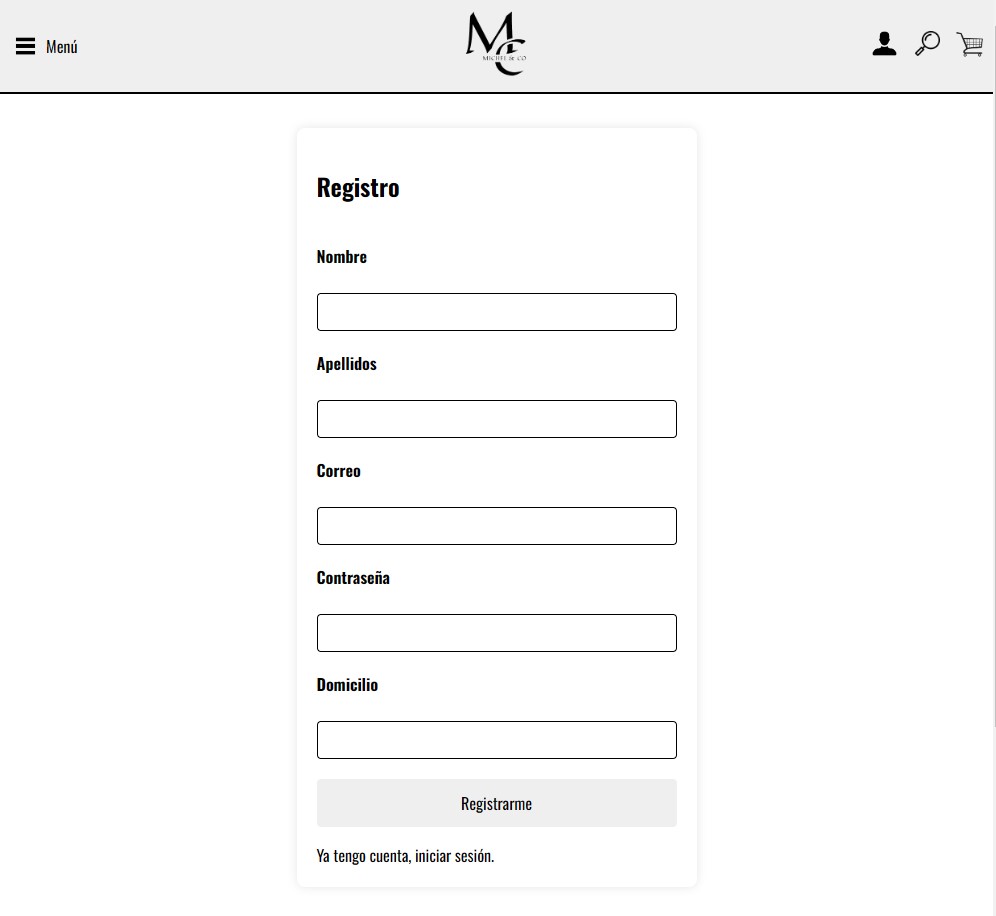 Menú
MC
MICHEL & CO
Registro
Nombre
Apellidos
Correo
Contraseña
Domicilio
Registrarme
Ya tengo cuenta, iniciar sesión.